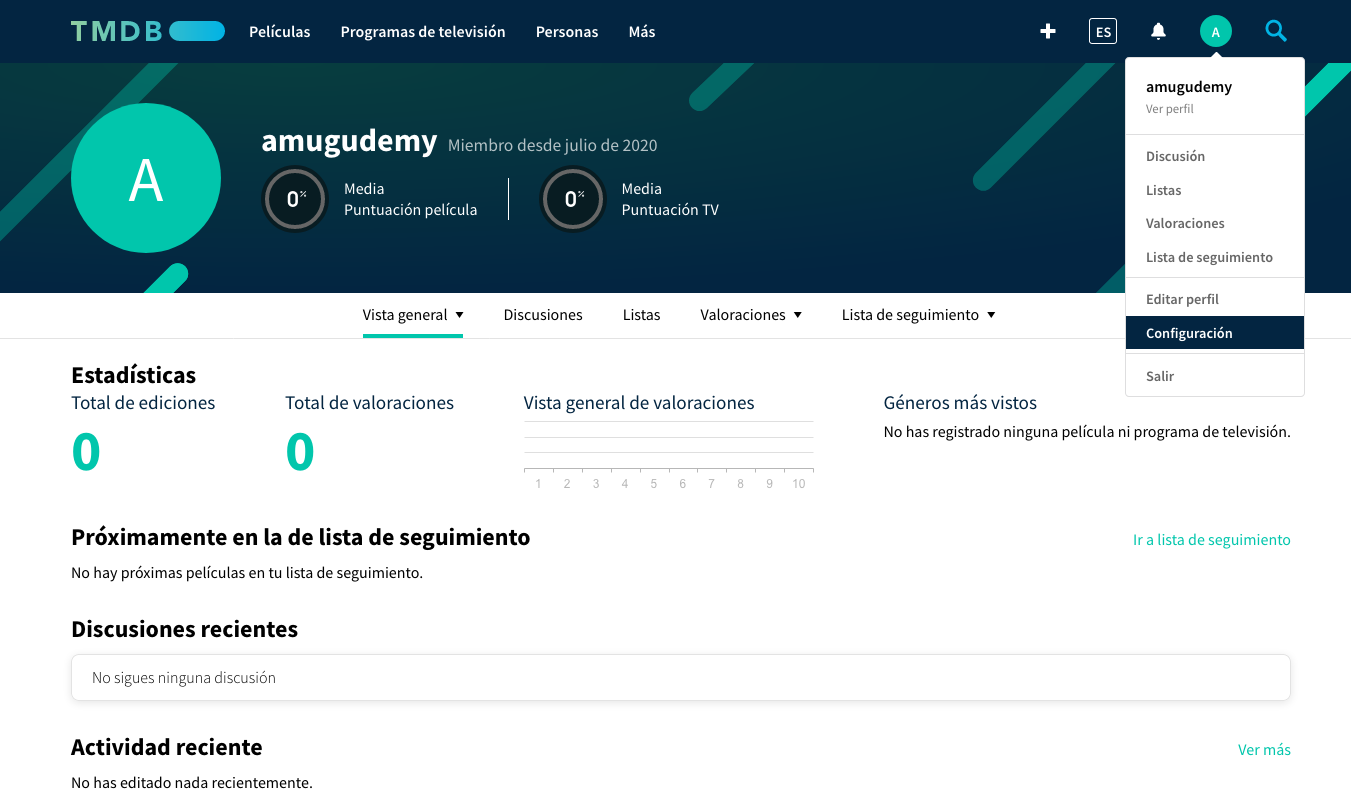 TMDB Películas Programas de televisión Personas Más ES A
amugudemy
Ver perfil
Discusión
Listas
Valoraciones
Lista de seguimiento
Editar perfil
Configuración
Salir
A
amugudemy Miembro desde julio de 2020
0% Media Puntuación película
0% Media Puntuación TV
Vista general Discusiones Listas Valoraciones Lista de seguimiento
Estadísticas
Total de ediciones
0
Total de valoraciones
0
Vista general de valoraciones
1 2 3 4 5 6 7 8 9 10
Géneros más vistos
No has registrado ninguna película ni programa de televisión.
Próximamente en la de lista de seguimiento Ir a lista de seguimiento
No hay próximas películas en tu lista de seguimiento.
Discusiones recientes
No sigues ninguna discusión
Actividad reciente Ver más
No has editado nada recientemente.